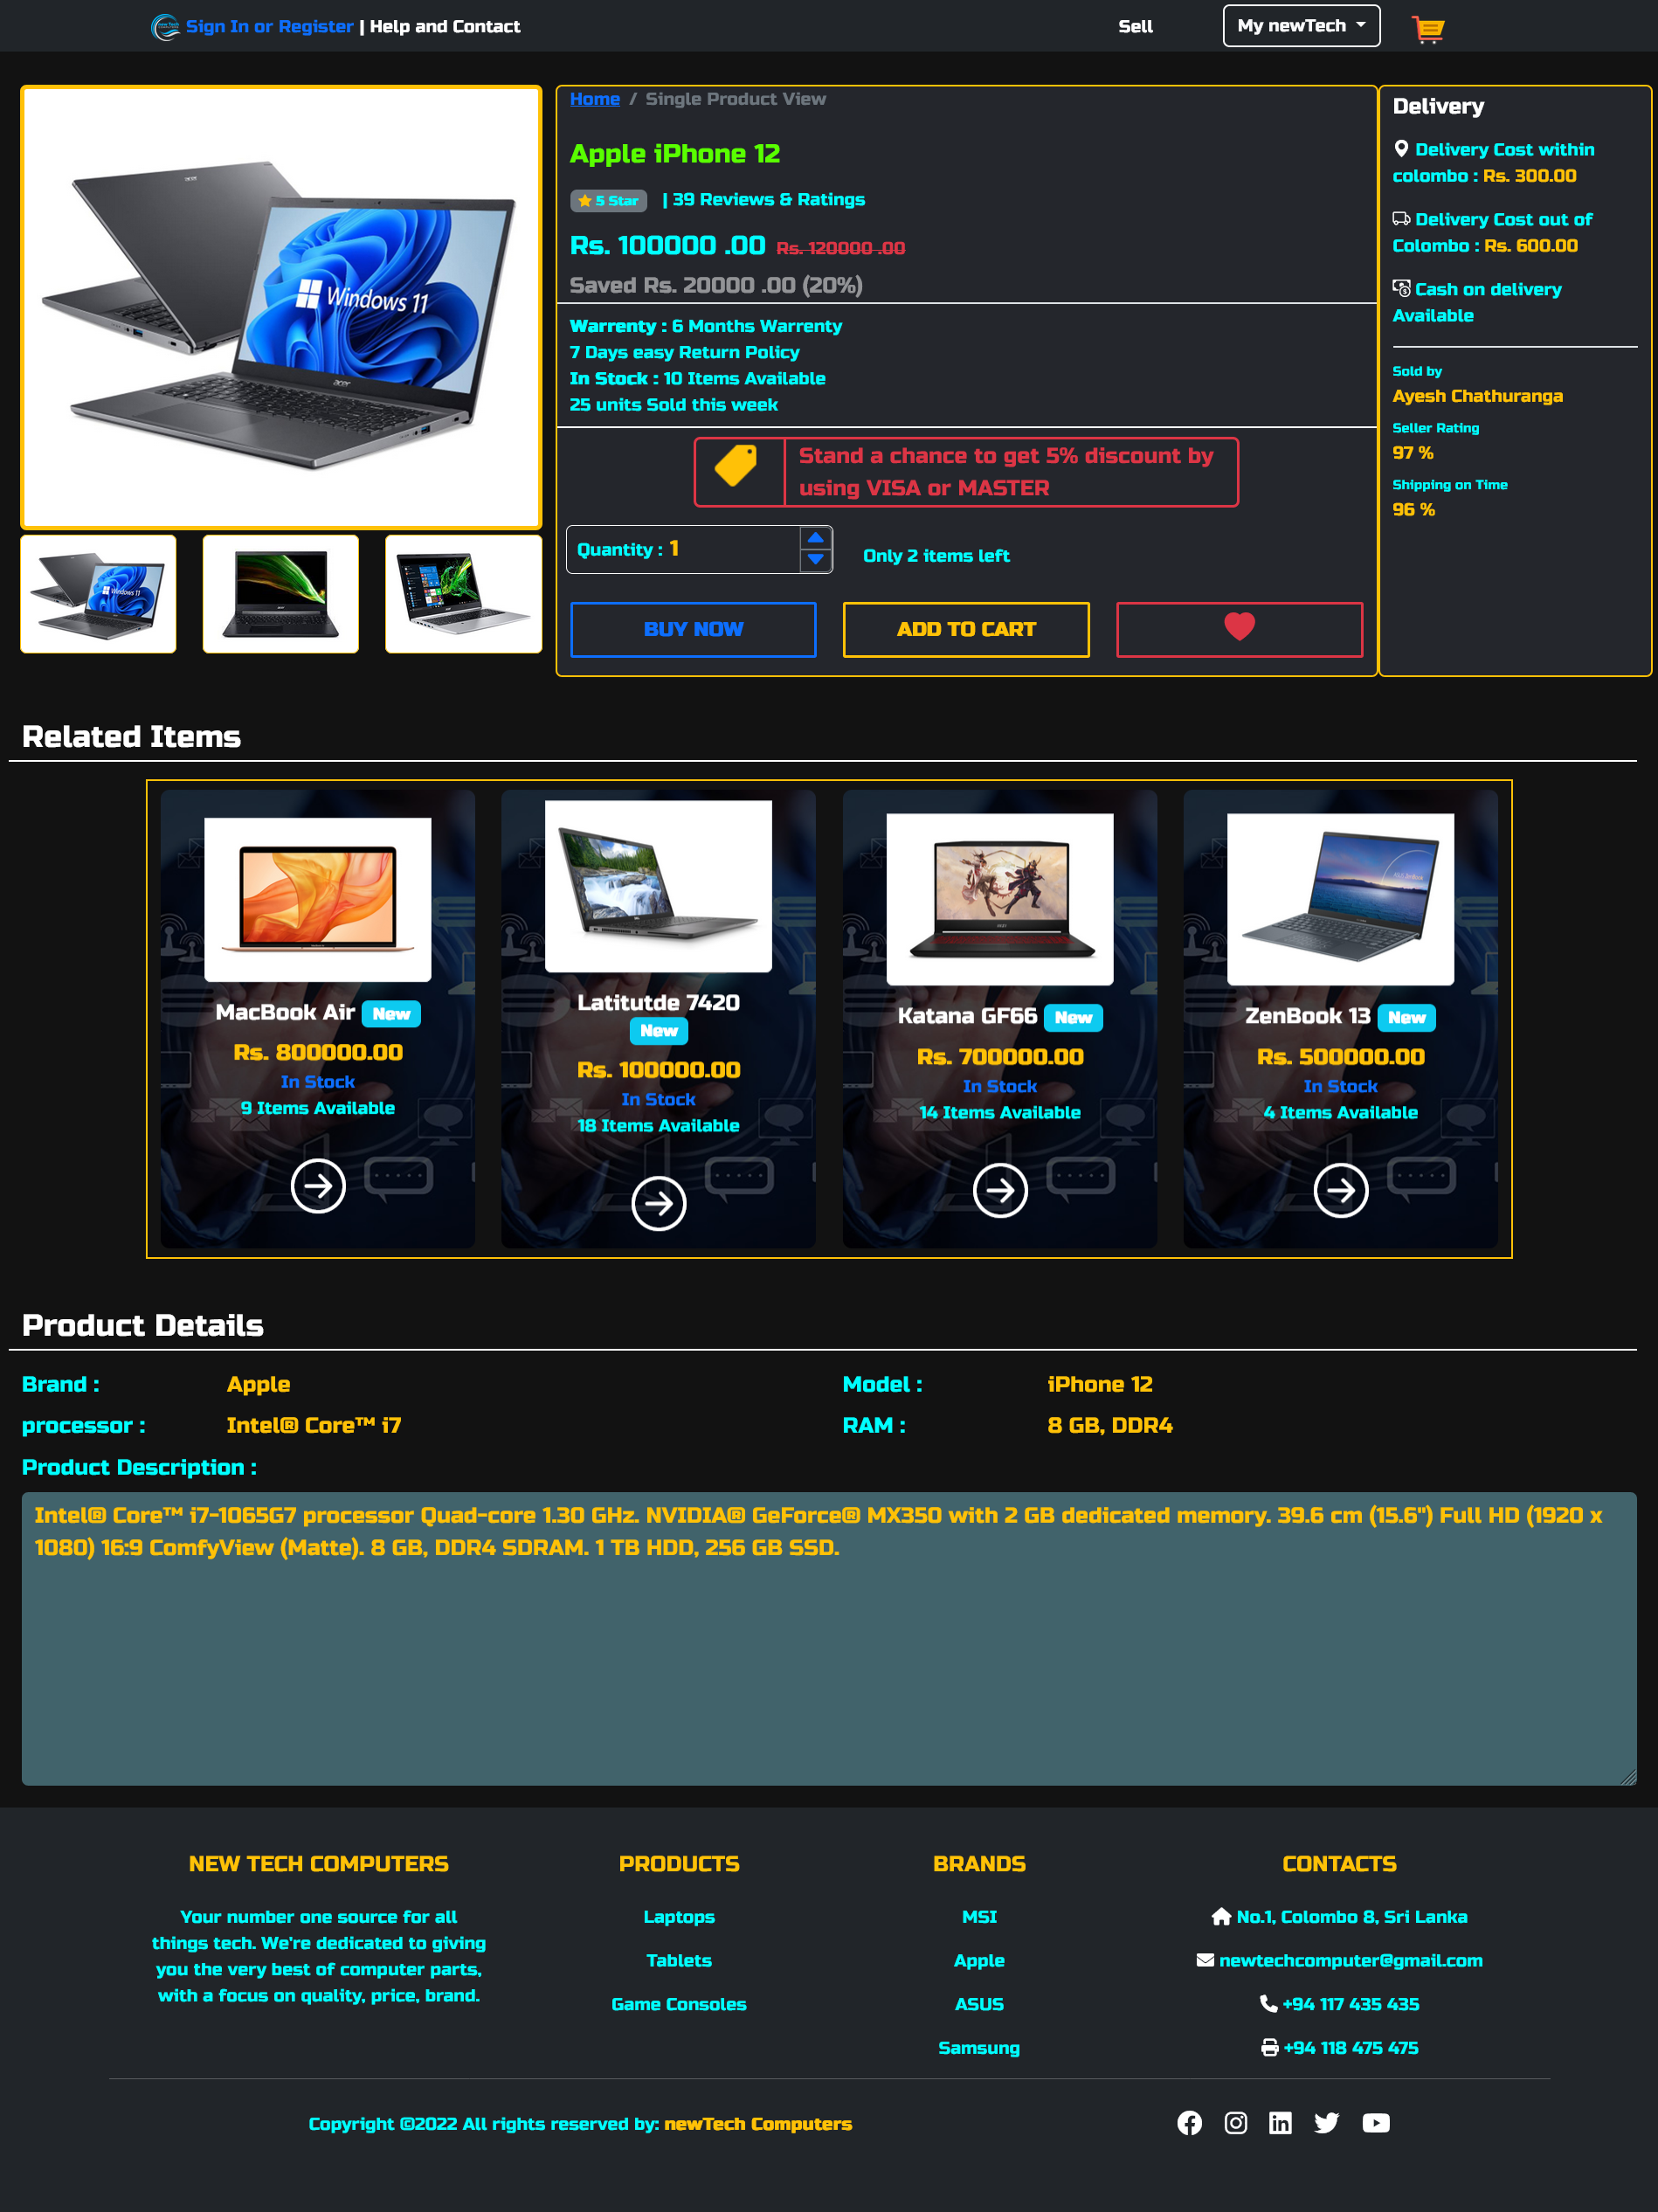 Sign In or Register | Help and Contact
Sell
My newTech
Home / Single Product View
Apple iPhone 12
5 Star | 39 Reviews & Ratings
Rs. 100000 .00 Rs. 120000 .00
Saved Rs. 20000 .00 (20%)
Warrenty : 6 Months Warrenty
7 Days easy Return Policy
In Stock : 10 Items Available
25 units Sold this week
Stand a chance to get 5% discount by
using VISA or MASTER
Quantity : 1
Only 2 items left
BUY NOW
ADD TO CART
Delivery
Delivery Cost within
colombo : Rs. 300.00
Delivery Cost out of
Colombo : Rs. 600.00
Cash on delivery
Available
Sold by
Ayesh Chathuranga
Seller Rating
97 %
Shipping on Time
96 %
Windows 11
acer
Windows 11
Related Items
MacBook Air New
Rs. 800000.00
In Stock
9 Items Available
Latitutde 7420
New
Rs. 100000.00
In Stock
18 Items Available
Katana GF66 New
Rs. 700000.00
In Stock
14 Items Available
ZenBook 13 New
Rs. 500000.00
In Stock
4 Items Available
Product Details
Brand : Apple
Model : iPhone 12
processor : Intel® Core™ i7
RAM : 8 GB, DDR4
Product Description :
Intel® Core™ i7-1065G7 processor Quad-core 1.30 GHz. NVIDIA® GeForce® MX350 with 2 GB dedicated memory. 39.6 cm (15.6") Full HD (1920 x
1080) 16:9 ComfyView (Matte). 8 GB, DDR4 SDRAM. 1 TB HDD, 256 GB SSD.
NEW TECH COMPUTERS
Your number one source for all
things tech. We're dedicated to giving
you the very best of computer parts,
with a focus on quality, price, brand.
PRODUCTS
Laptops
Tablets
Game Consoles
BRANDS
MSI
Apple
ASUS
Samsung
CONTACTS
No.1, Colombo 8, Sri Lanka
newtechcomputer@gmail.com
+94 117 435 435
+94 118 475 475
Copyright ©2022 All rights reserved by: newTech Computers